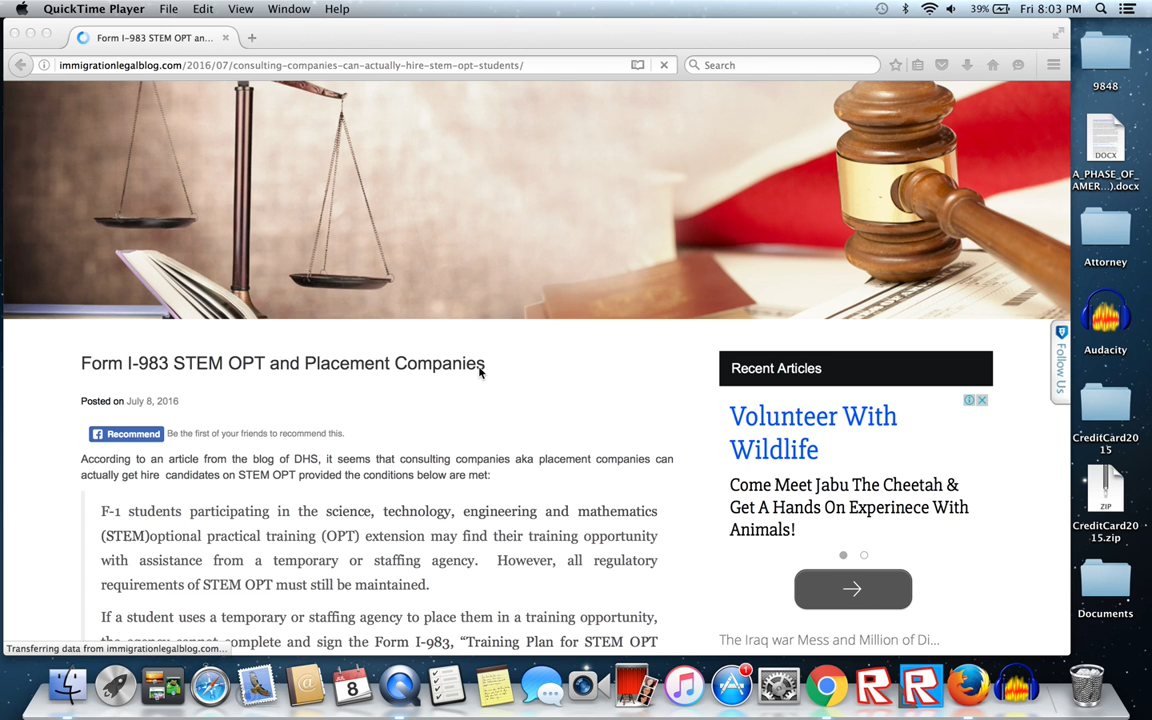 QuickTime Player File Edit View Window Help 39% Fri 8:03 PM
Form I-983 STEM OPT an...
immigrationlegalblog.com/2016/07/consulting-companies-can-actually-hire-stem-opt-students/
Search
9848
DOCX
A_PHASE_OF_
AMER...).docx
Attorney
Audacity
CreditCard20
15
ZIP
CreditCard20
15.zip
Documents
Follow Us
Form I-983 STEM OPT and Placement Companies
Posted on July 8, 2016
Recommend Be the first of your friends to recommend this.
According to an article from the blog of DHS, it seems that consulting companies aka placement companies can
actually get hire candidates on STEM OPT provided the conditions below are met:
F-1 students participating in the science, technology, engineering and mathematics
(STEM)optional practical training (OPT) extension may find their training opportunity
with assistance from a temporary or staffing agency. However, all regulatory
requirements of STEM OPT must still be maintained.
If a student uses a temporary or staffing agency to place them in a training opportunity,
the agency cannot complete and sign the Form I-983, “Training Plan for STEM OPT
Recent Articles
Volunteer With
Wildlife
Come Meet Jabu The Cheetah &
Get A Hands On Experinece With
Animals!
The Iraq war Mess and Million of Di...
Transferring data from immigrationlegalblog.com...
JUL
8
1